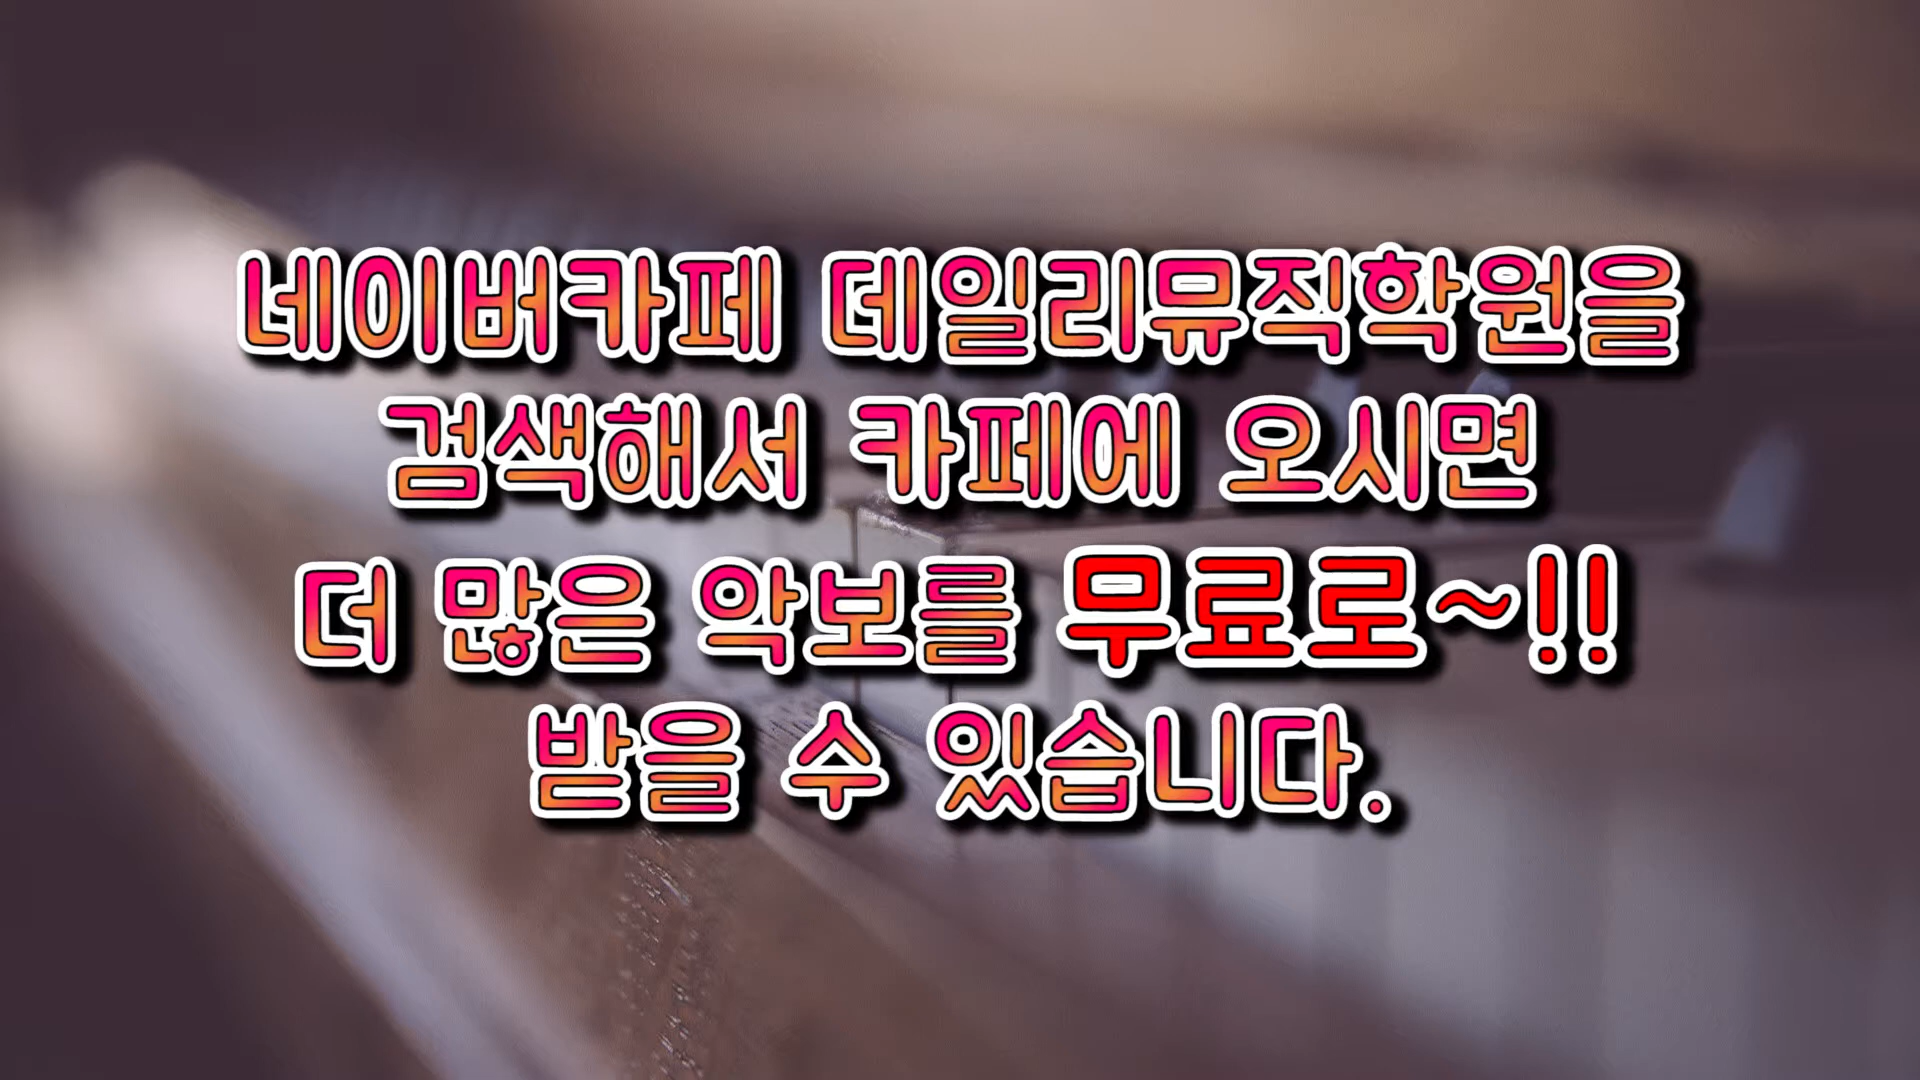 네이버카페 데일리뮤직학원을
검색해서 카페에 오시면
더 많은 악보를 무료로~!!
받을 수 있습니다.